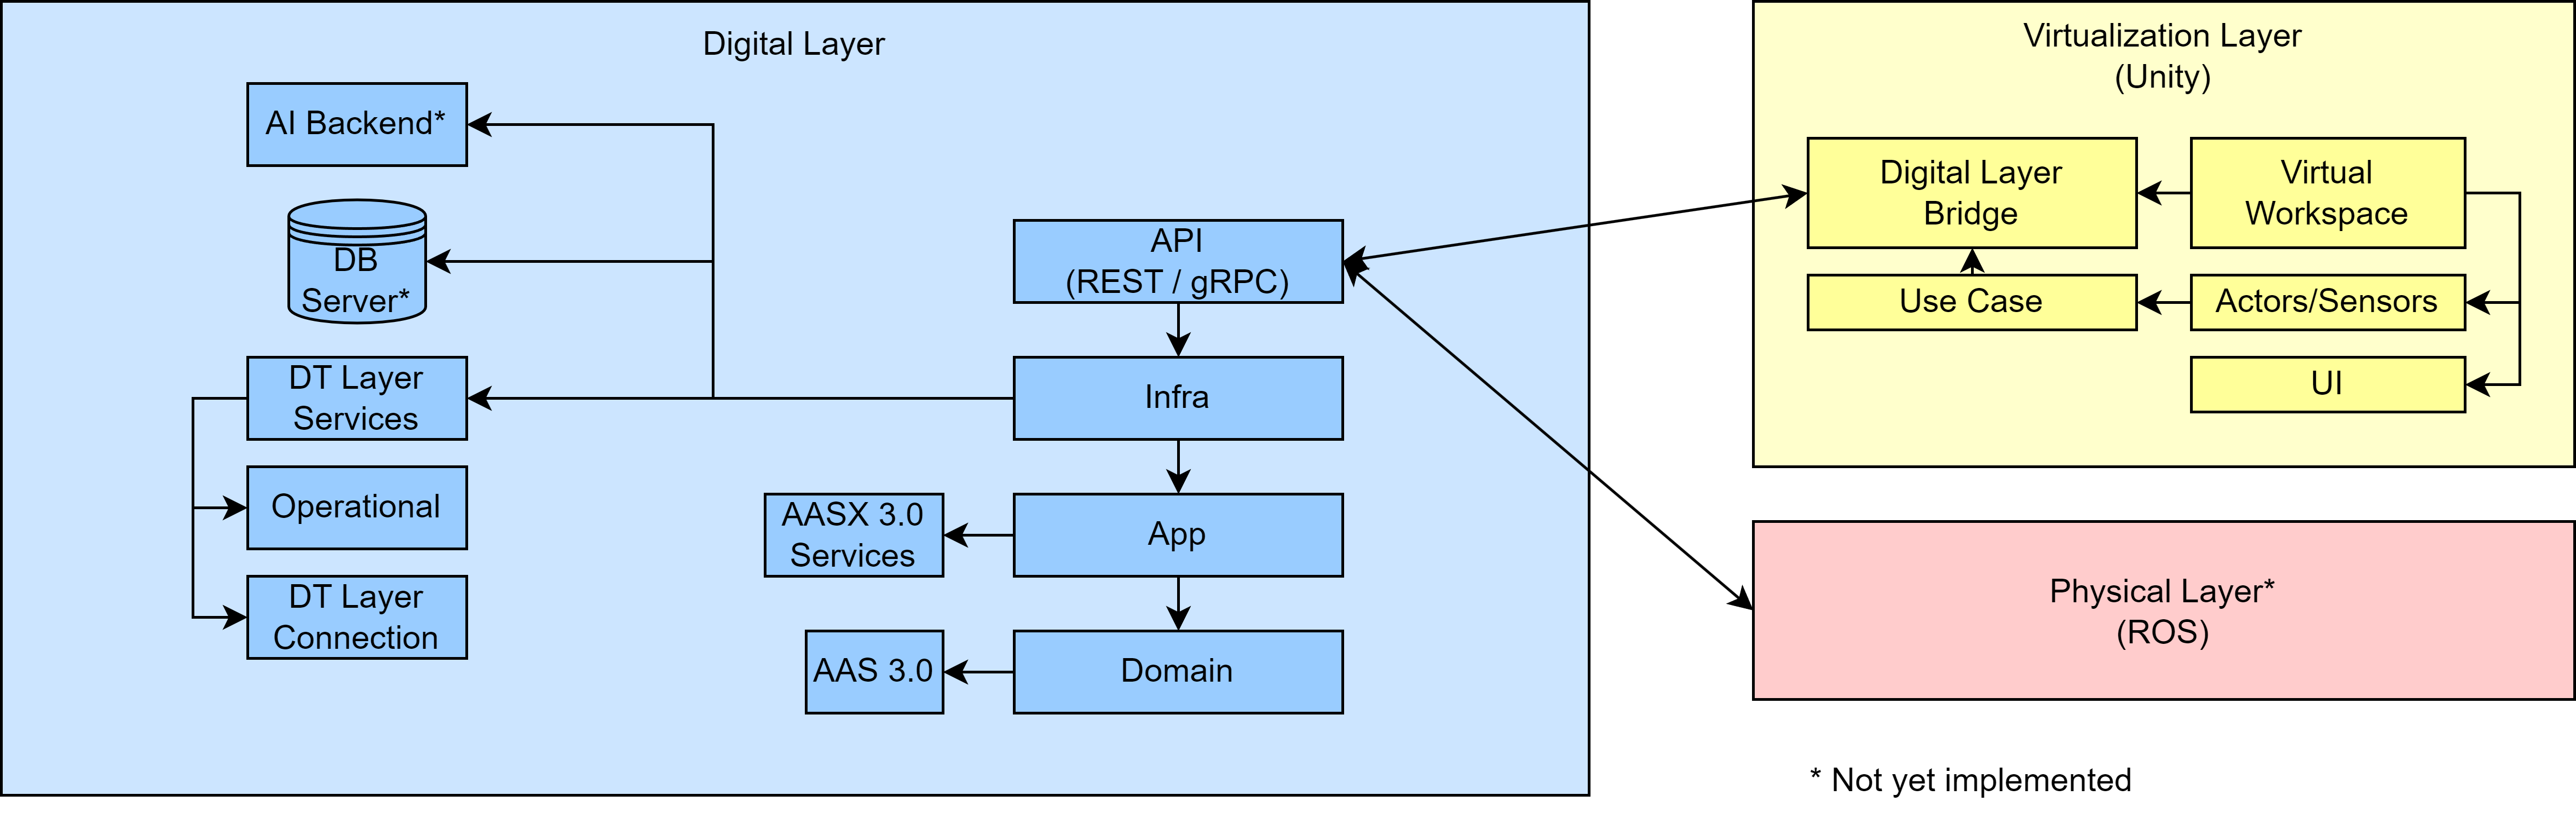 Digital Layer
AI Backend*
DB
Server*
DT Layer
Services
Operational
DT Layer
Connection
API
(REST / gRPC)
Infra
AASX 3.0
Services
App
AAS 3.0
Domain
Virtualization Layer
(Unity)
Digital Layer
Bridge
Virtual
Workspace
Use Case
Actors/Sensors
UI
Physical Layer*
(ROS)
* Not yet implemented